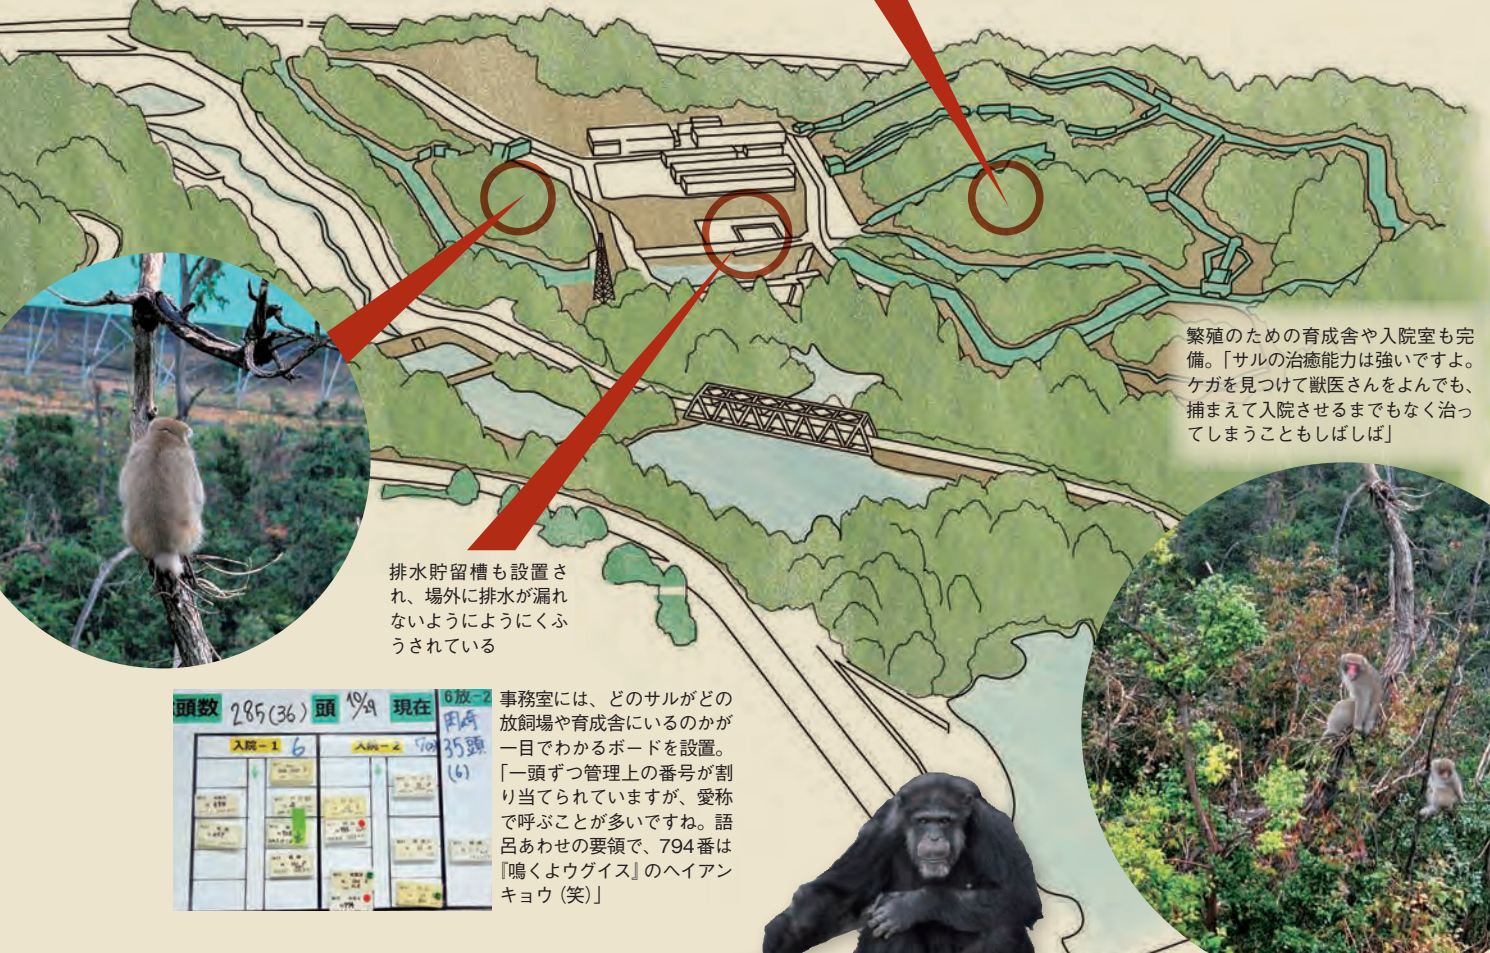 繁殖のための育成舎や入院室も完
備。「サルの治癒能力は強いですよ。
ケガを見つけて獣医さんをよんでも、
捕まえて入院させるまでもなく治っ
てしまうこともしばしば」
排水貯留槽も設置さ
れ、場外に排水が漏れ
ないようにようにくふ
うされている
事務室には、どのサルがどの
放飼場や育成舎にいるのかが
一目でわかるボードを設置。
「一頭ずつ管理上の番号が割
り当てられていますが、愛称
で呼ぶことが多いですね。語
呂あわせの要領で、794番は
『鳴くよウグイス』のヘイアン
キョウ（笑）」
頭数 285(36) 頭 10/29 現在
6放-2
岡崎
35頭
(6)
入院-1 6
入院-2